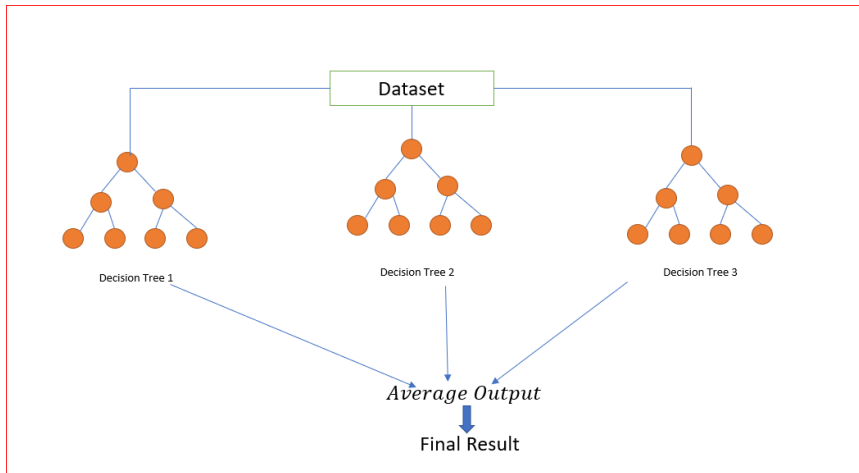 Dataset
Decision Tree 1
Decision Tree 2
Decision Tree 3
Average Output
Final Result